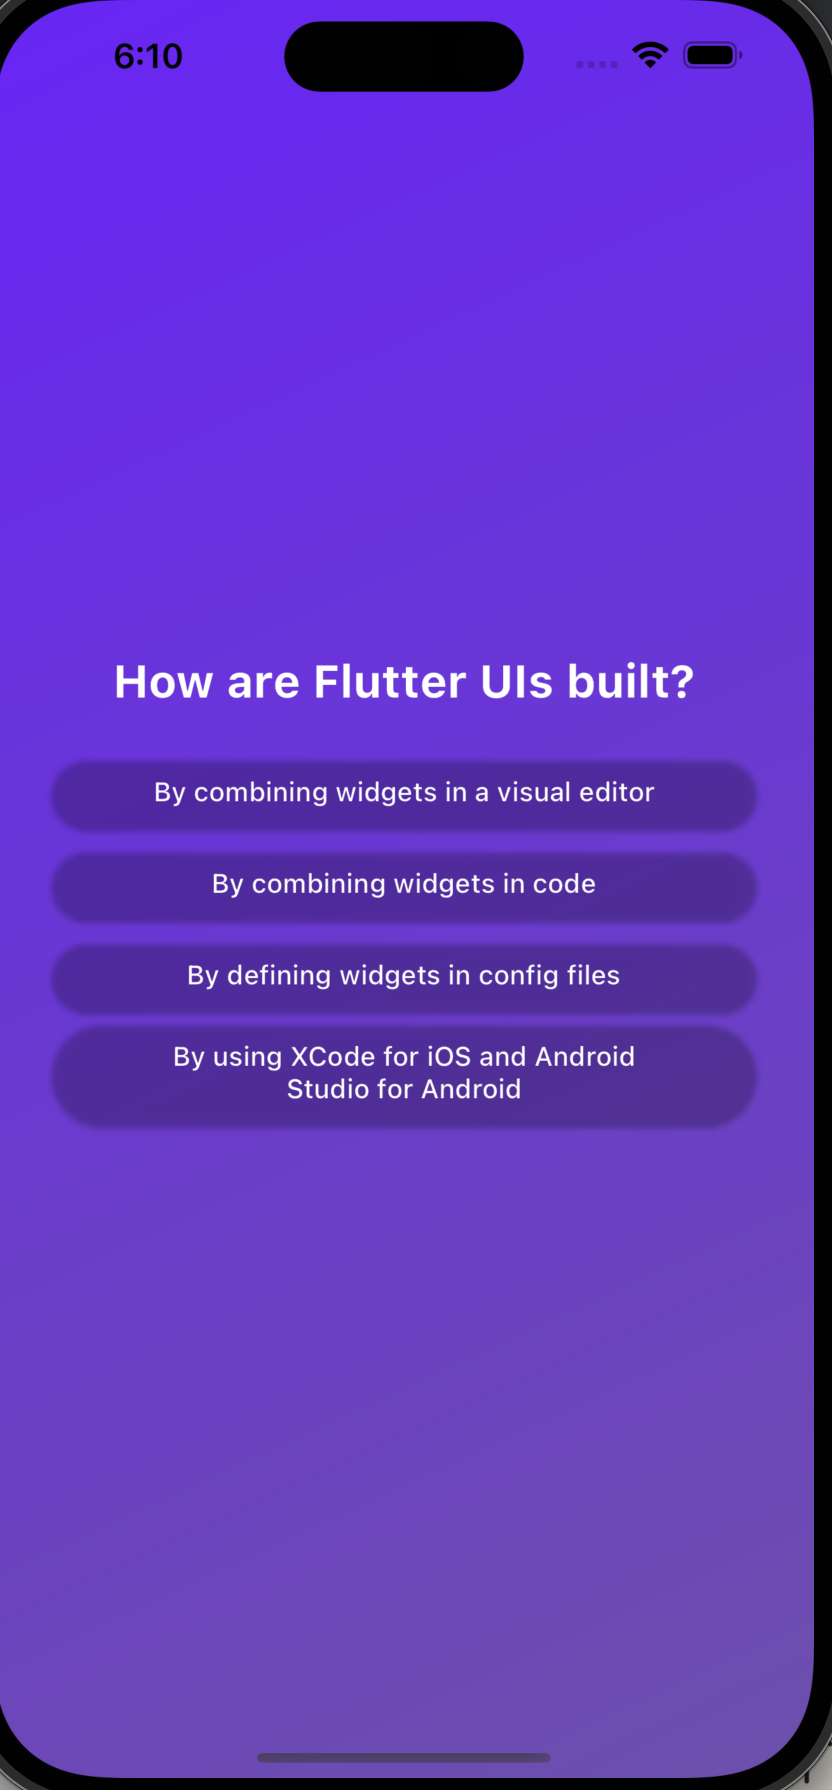 6:10
How are Flutter UIs built?
By combining widgets in a visual editor
By combining widgets in code
By defining widgets in config files
By using XCode for iOS and Android
Studio for Android